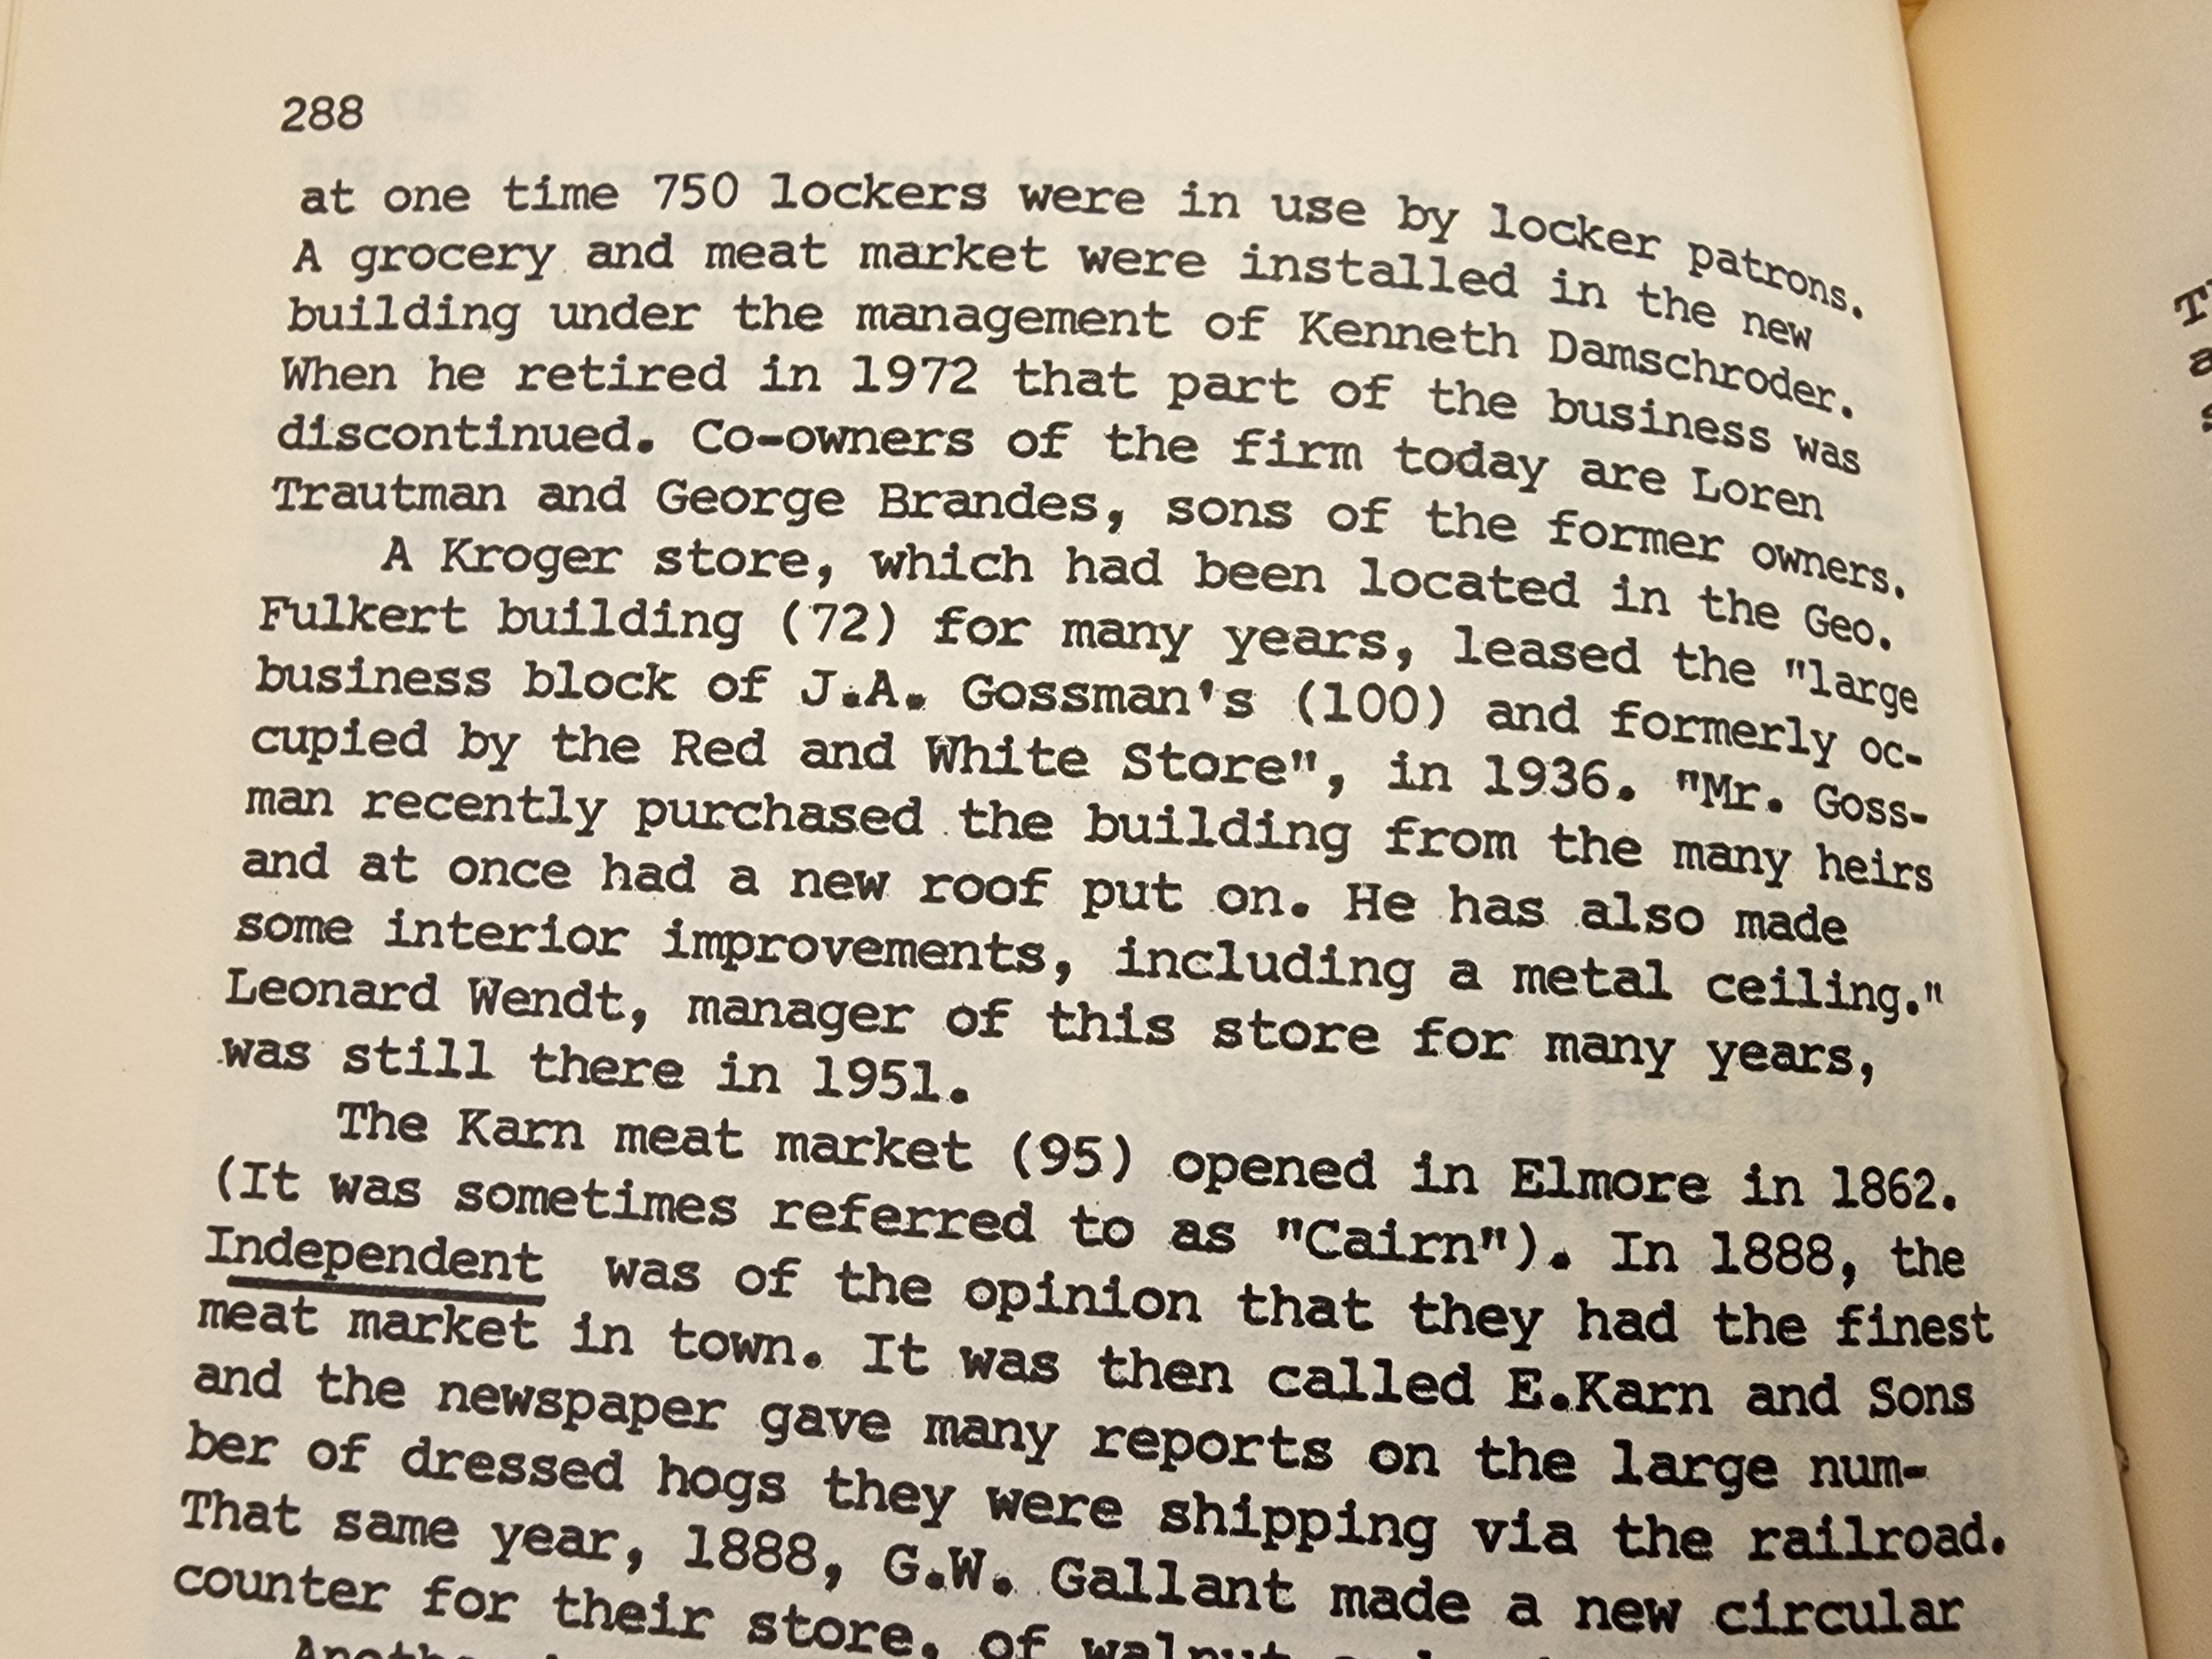 288
at one time 750 lockers were in use by locker patrons.
A grocery and meat market were installed in the new
building under the management of Kenneth Damschroder.
When he retired in 1972 that part of the business was
discontinued. Co-owners of the firm today are Loren
Trautman and George Brandes, sons of the former owners.
A Kroger store, which had been located in the Geo.
Fulkert building (72) for many years, leased the "large
business block of J.A. Gossman's (100) and formerly oc-
cupied by the Red and White Store", in 1936. "Mr. Goss-
man recently purchased the building from the many heirs
and at once had a new roof put on. He has also made
some interior improvements, including a metal ceiling."
Leonard Wendt, manager of this store for many years,
was still there in 1951.
The Karn meat market (95) opened in Elmore in 1862.
(It was sometimes referred to as "Cairn"). In 1888, the
Independent was of the opinion that they had the finest
meat market in town. It was then called E.Karn and Sons
and the newspaper gave many reports on the large num-
ber of dressed hogs they were shipping via the railroad.
That same year, 1888, G.W. Gallant made a new circular
counter for their store, of walnut